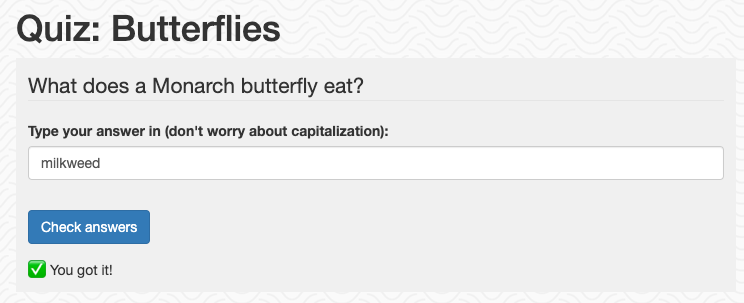 Quiz: Butterflies
What does a Monarch butterfly eat?
Type your answer in (don't worry about capitalization):
milkweed
Check answers
✅ You got it!